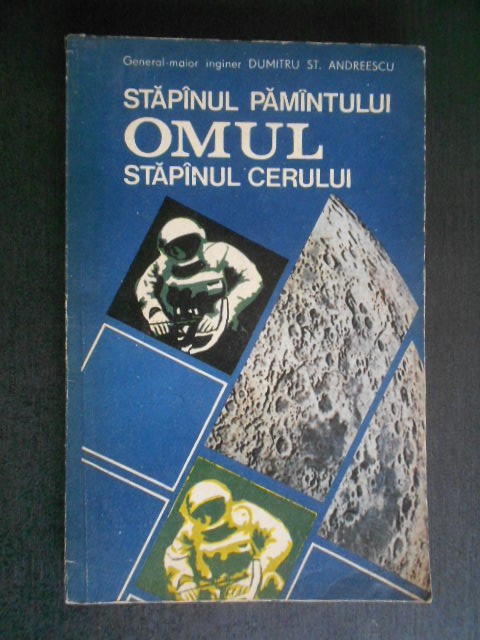 General-maior inginer DUMITRU ST. ANDREESCU
STĂPÎNUL PĂMÎNTULUI
OMUL
STĂPÎNUL CERULUI